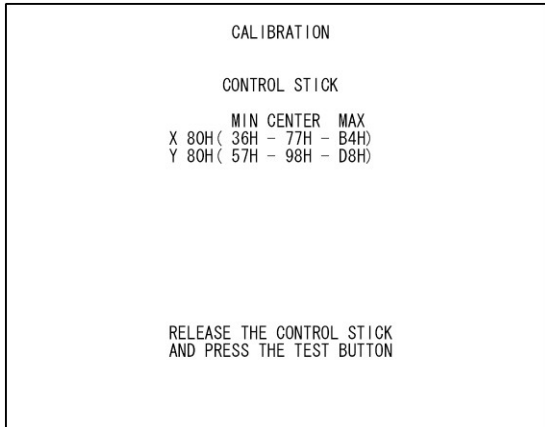 CALIBRATION
CONTROL STICK
MIN CENTER MAX
X 80H( 36H - 77H - B4H)
Y 80H( 57H - 98H - D8H)
RELEASE THE CONTROL STICK
AND PRESS THE TEST BUTTON